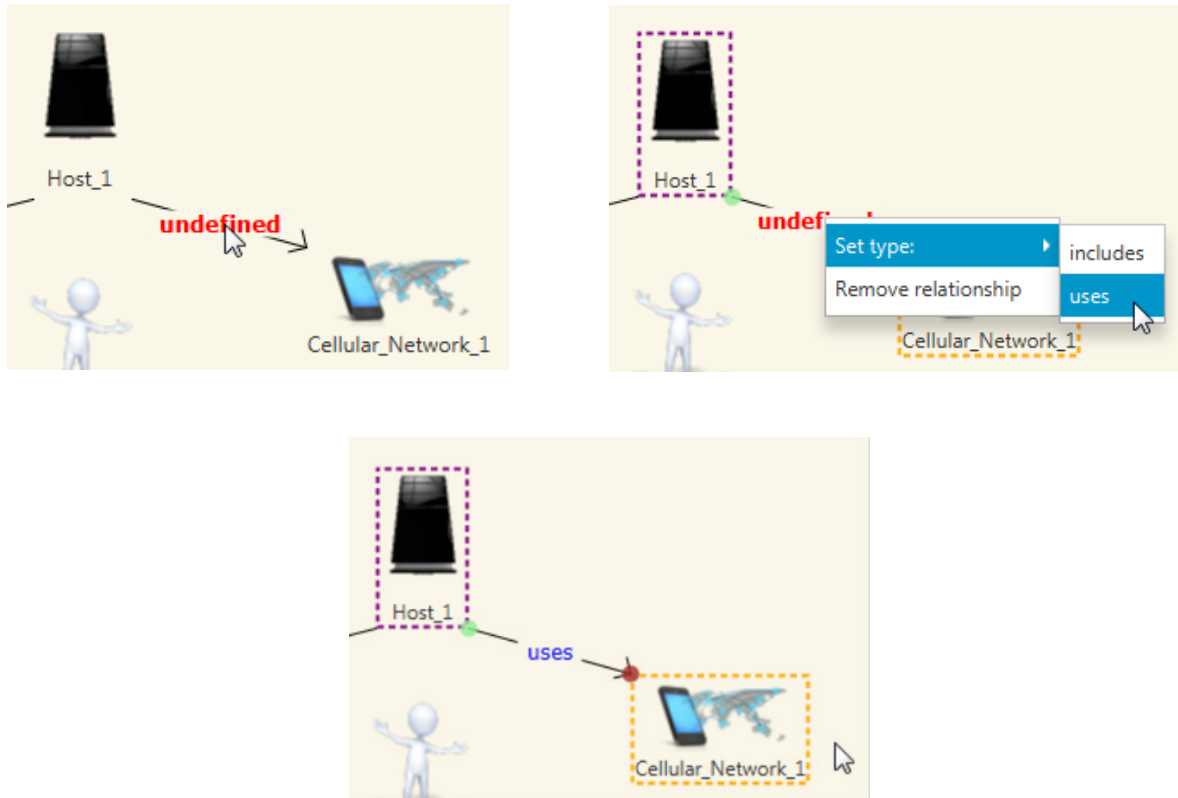 Host_1
undefined
Cellular_Network_1
Host_1
Set type:
includes
Remove relationship
uses
Cellular_Network_1
Host_1
uses
Cellular_Network_1